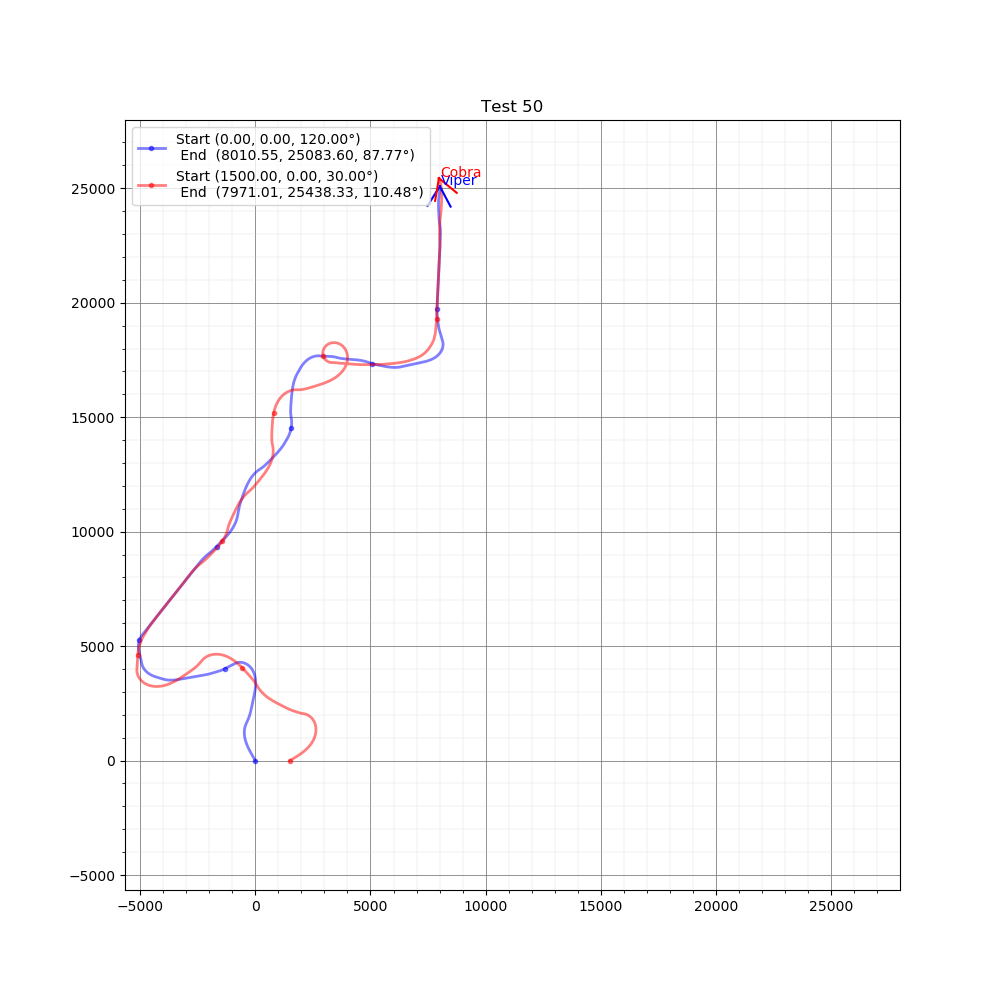 Test 50
Start (0.00, 0.00, 120.00°)
End (8010.55, 25083.60, 87.77°)
Start (1500.00, 0.00, 30.00°)
End (7971.01, 25438.33, 110.48°)
Cobra
Viper
25000
20000
15000
10000
5000
0
−5000
−5000 0 5000 10000 15000 20000 25000